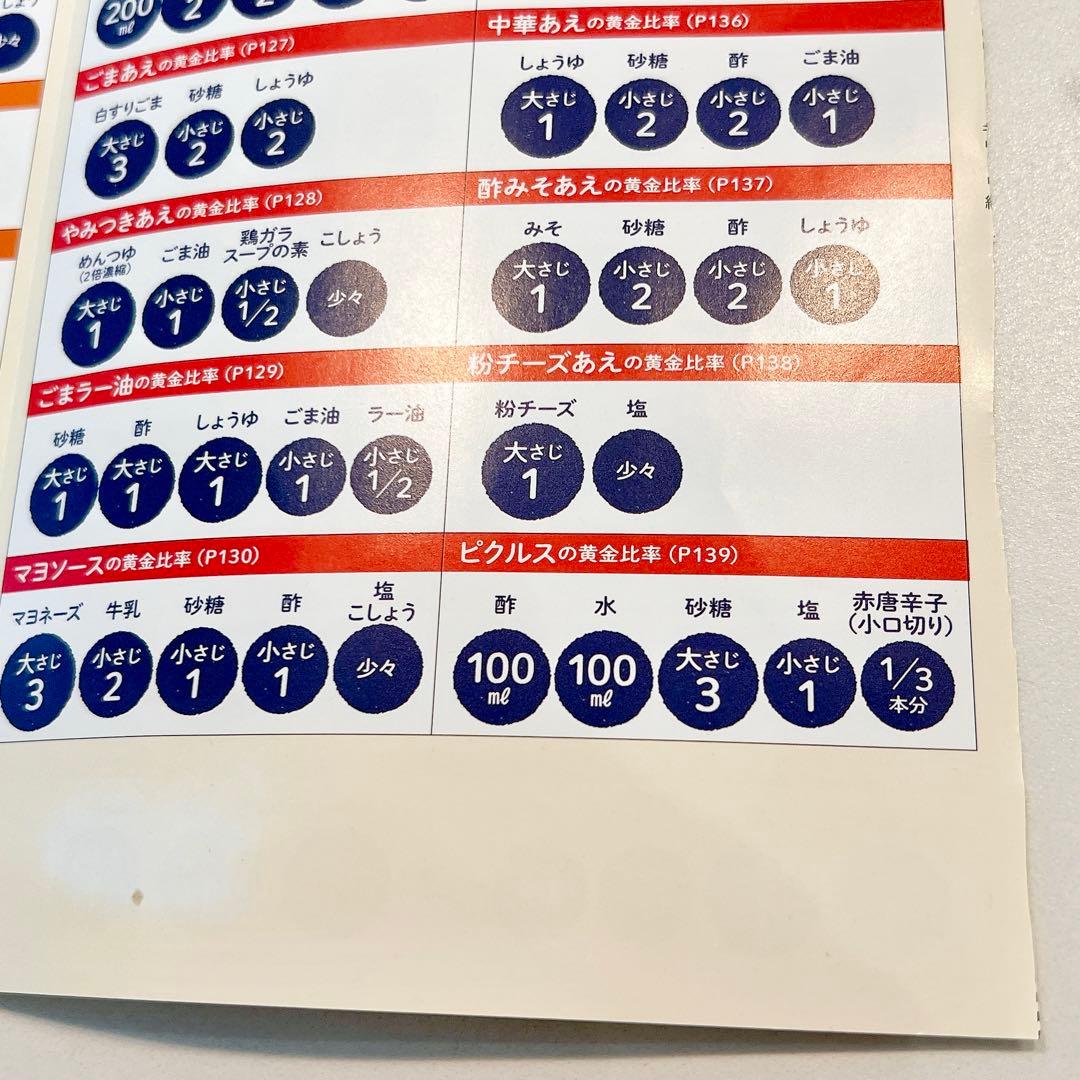 200
ml
2
2
少々
ごまあえの黄金比率（P127）
白すりごま 砂糖 しょうゆ
大さじ 小さじ 小さじ
3 2 2
やみつきあえの黄金比率（P128）
めんつゆ ごま油 鶏ガラ こしょう
（2倍濃縮） スープの素
大さじ 小さじ 小さじ 少々
1 1 1/2
ごまラー油の黄金比率（P129）
砂糖 酢 しょうゆ ごま油 ラー油
大さじ 大さじ 大さじ 小さじ 小さじ
1 1 1 1 1/2
マヨソースの黄金比率（P130）
マヨネーズ 牛乳 砂糖 酢 塩
こしょう
大さじ 小さじ 小さじ 小さじ 少々
3 2 1 1
中華あえの黄金比率（P136）
しょうゆ 砂糖 酢 ごま油
大さじ 小さじ 小さじ 小さじ
1 2 2 1
酢みそあえの黄金比率（P137）
みそ 砂糖 酢 しょうゆ
大さじ 小さじ 小さじ 小さじ
1 2 2 1
粉チーズあえの黄金比率（P138）
粉チーズ 塩
大さじ 少々
1
ピクルスの黄金比率（P139）
酢 水 砂糖 塩 赤唐辛子
（小口切り）
100 100 大さじ 小さじ 1/3
ml ml 3 1 本分